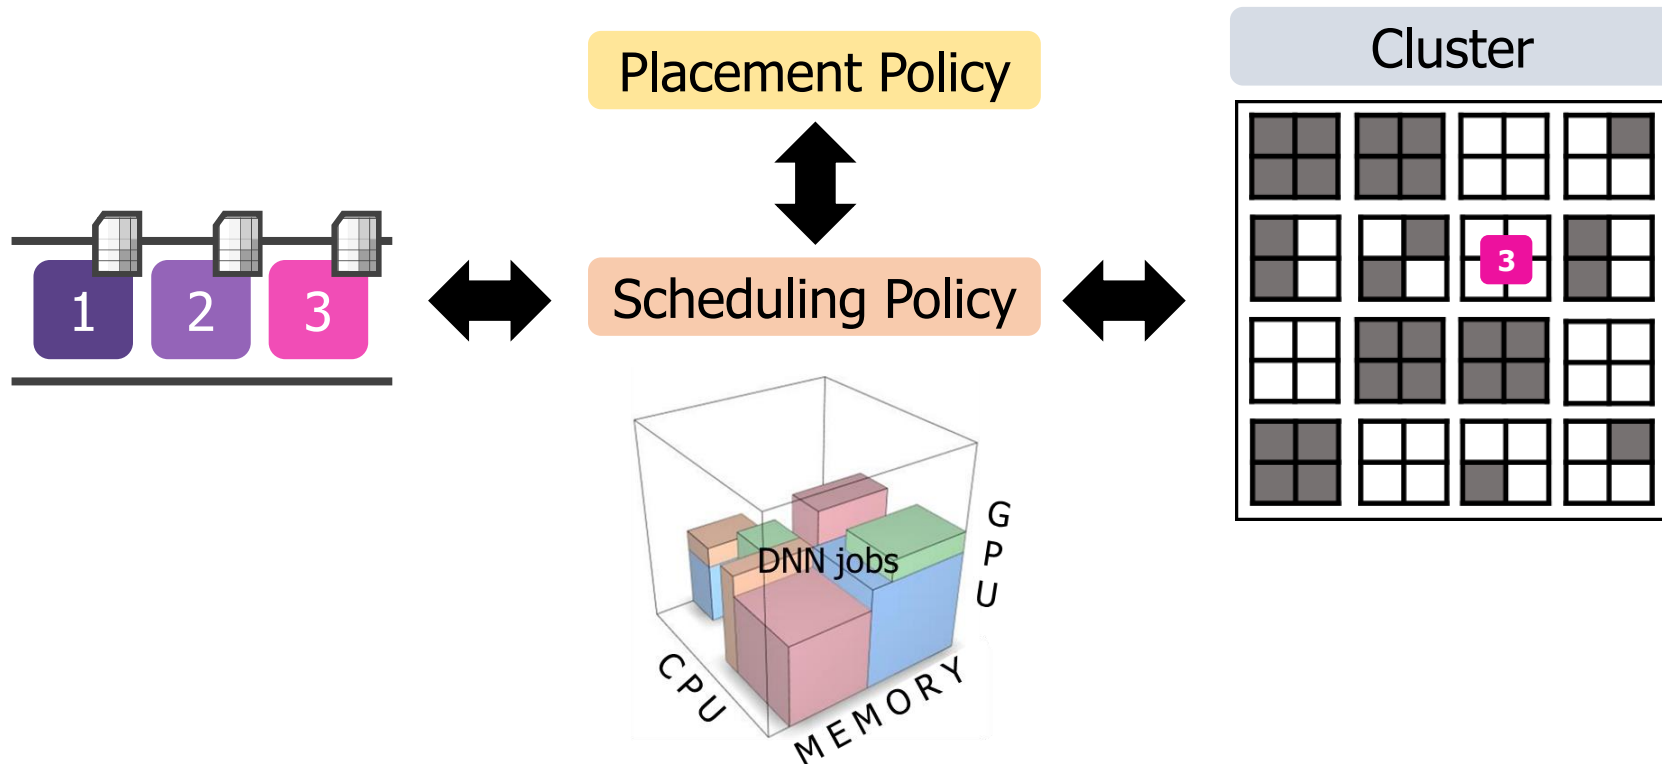 Placement Policy
Cluster
1
2
3
Scheduling Policy
3
DNN jobs
GPU
CPU
MEMORY